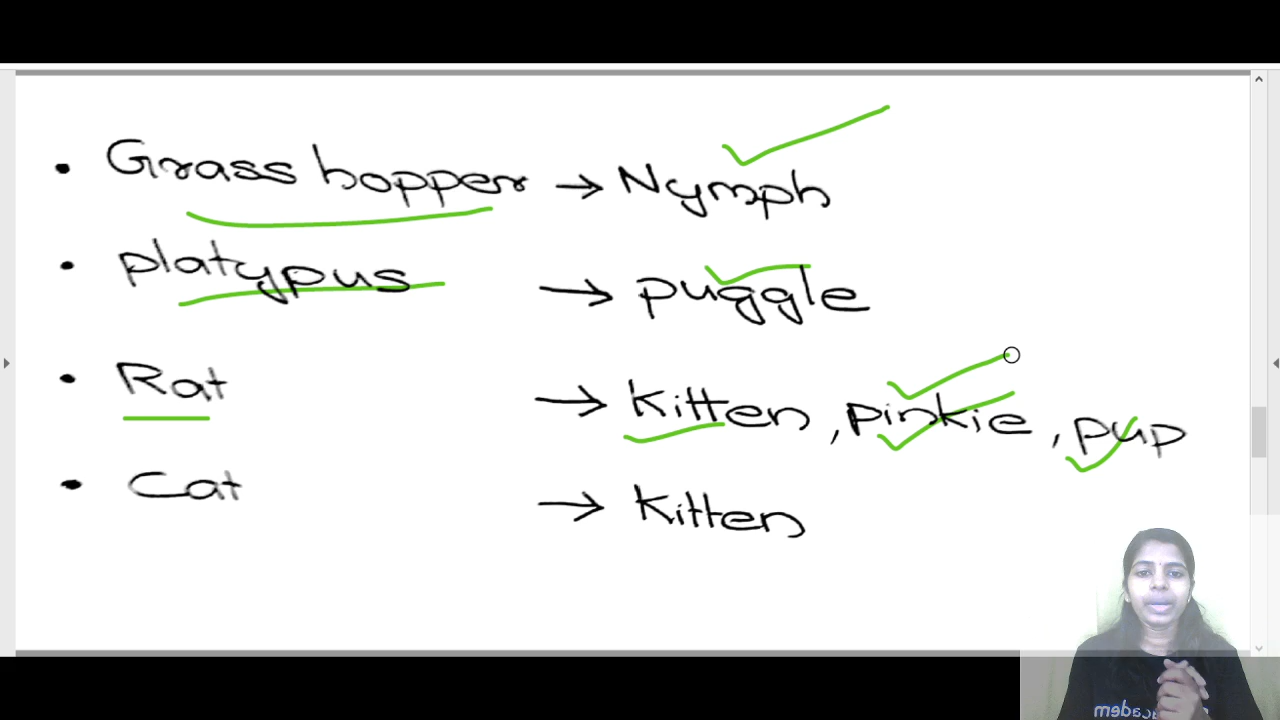 • Grass hopper → Nymph
• platypus → puggle
• Rat → kitten, pinkie, pup
• Cat → kitten